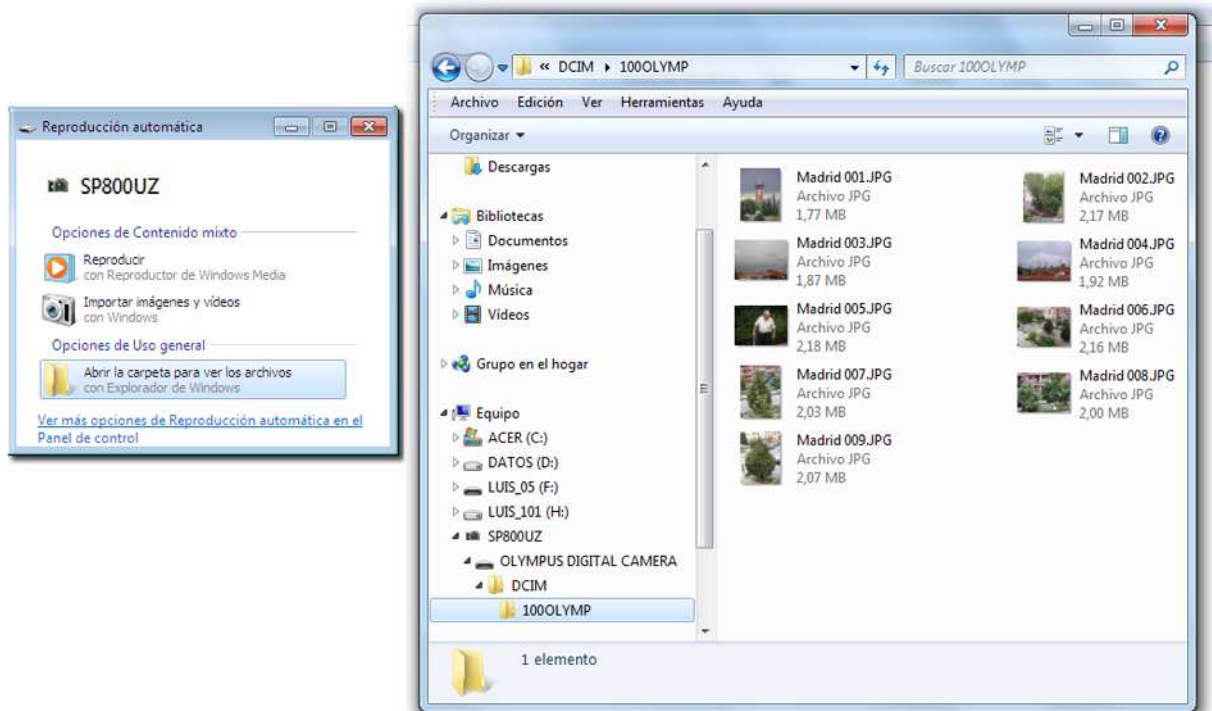 Reproducción automática
SP800UZ
Opciones de Contenido mixto
Reproducir
con Reproductor de Windows Media
Importar imágenes y vídeos
con Windows
Opciones de Uso general
Abrir la carpeta para ver los archivos
con Explorador de Windows
Ver más opciones de Reproducción automática en el
Panel de control
« DCIM 100OLYMP
Buscar 100OLYMP
Archivo Edición Ver Herramientas Ayuda
Organizar
Descargas
Bibliotecas
Documentos
Imágenes
Música
Vídeos
Grupo en el hogar
Equipo
ACER (C:)
DATOS (D:)
LUIS_05 (F:)
LUIS_101 (H:)
SP800UZ
OLYMPUS DIGITAL CAMERA
DCIM
100OLYMP
Madrid 001.JPG
Archivo JPG
1,77 MB
Madrid 002.JPG
Archivo JPG
2,17 MB
Madrid 003.JPG
Archivo JPG
1,87 MB
Madrid 004.JPG
Archivo JPG
1,92 MB
Madrid 005.JPG
Archivo JPG
2,18 MB
Madrid 006.JPG
Archivo JPG
2,16 MB
Madrid 007.JPG
Archivo JPG
2,03 MB
Madrid 008.JPG
Archivo JPG
2,00 MB
Madrid 009.JPG
Archivo JPG
2,07 MB
1 elemento